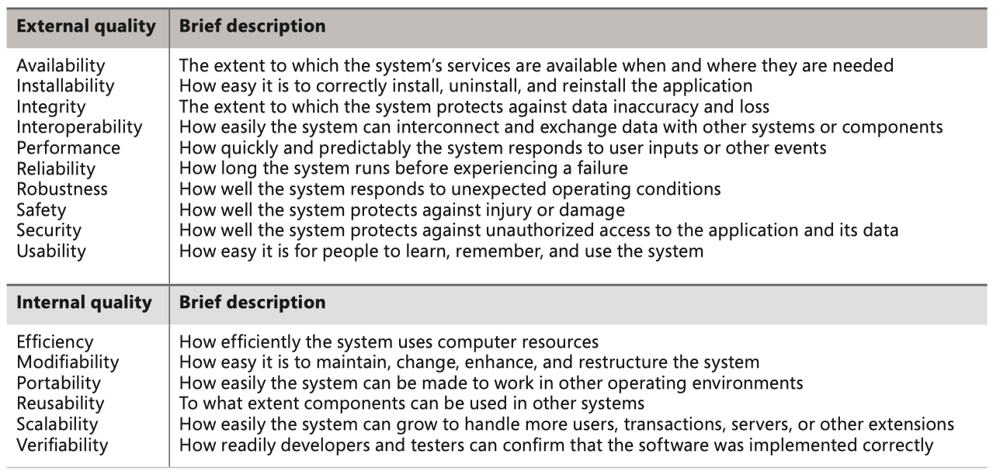 External quality Brief description
Availability The extent to which the system’s services are available when and where they are needed
Installability How easy it is to correctly install, uninstall, and reinstall the application
Integrity The extent to which the system protects against data inaccuracy and loss
Interoperability How easily the system can interconnect and exchange data with other systems or components
Performance How quickly and predictably the system responds to user inputs or other events
Reliability How long the system runs before experiencing a failure
Robustness How well the system responds to unexpected operating conditions
Safety How well the system protects against injury or damage
Security How well the system protects against unauthorized access to the application and its data
Usability How easy it is for people to learn, remember, and use the system
Internal quality Brief description
Efficiency How efficiently the system uses computer resources
Modifiability How easy it is to maintain, change, enhance, and restructure the system
Portability How easily the system can be made to work in other operating environments
Reusability To what extent components can be used in other systems
Scalability How easily the system can grow to handle more users, transactions, servers, or other extensions
Verifiability How readily developers and testers can confirm that the software was implemented correctly